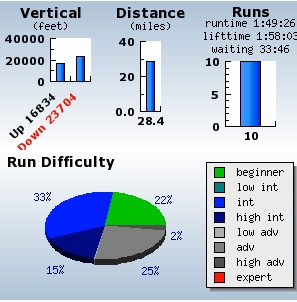 Vertical
(feet)
40000
20000
0
Up 16834
Down 23704
Distance
(miles)
40
20
0.0
28.4
Runs
runtime 1:49:26
lifttime 1:58:03
waiting 33:46
10
5
0
10
Run Difficulty
33%
22%
2%
25%
15%
beginner
low int
int
high int
low adv
adv
high adv
expert